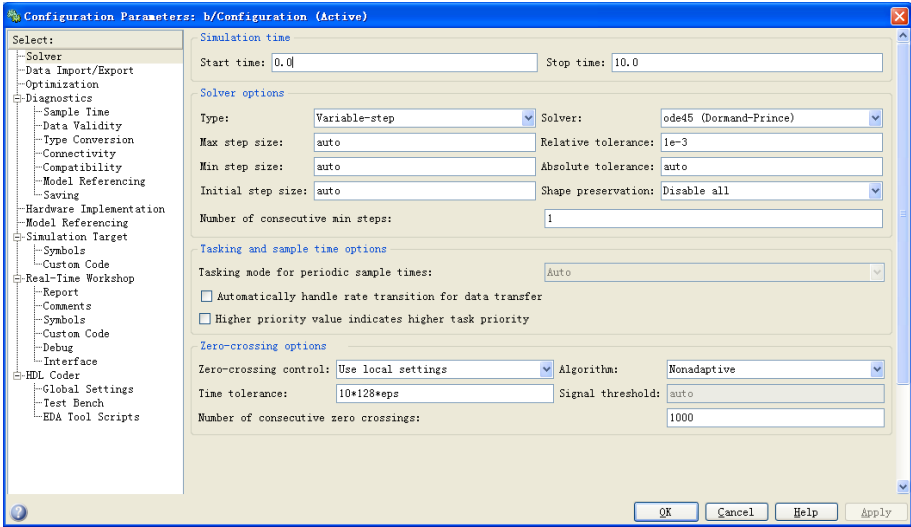 Configuration Parameters: b/Configuration (Active)
Select:
Solver
Data Import/Export
Optimization
Diagnostics
Sample Time
Data Validity
Type Conversion
Connectivity
Compatibility
Model Referencing
Saving
Hardware Implementation
Model Referencing
Simulation Target
Symbols
Custom Code
Real-Time Workshop
Report
Comments
Symbols
Custom Code
Debug
Interface
HDL Coder
Global Settings
Test Bench
EDA Tool Scripts
Simulation time
Start time: 0.0 Stop time: 10.0
Solver options
Type: Variable-step Solver: ode45 (Dormand-Prince)
Max step size: auto Relative tolerance: 1e-3
Min step size: auto Absolute tolerance: auto
Initial step size: auto Shape preservation: Disable all
Number of consecutive min steps: 1
Tasking and sample time options
Tasking mode for periodic sample times: Auto
Automatically handle rate transition for data transfer
Higher priority value indicates higher task priority
Zero-crossing options
Zero-crossing control: Use local settings Algorithm: Nonadaptive
Time tolerance: 10*128*eps Signal threshold: auto
Number of consecutive zero crossings: 1000
OK Cancel Help Apply